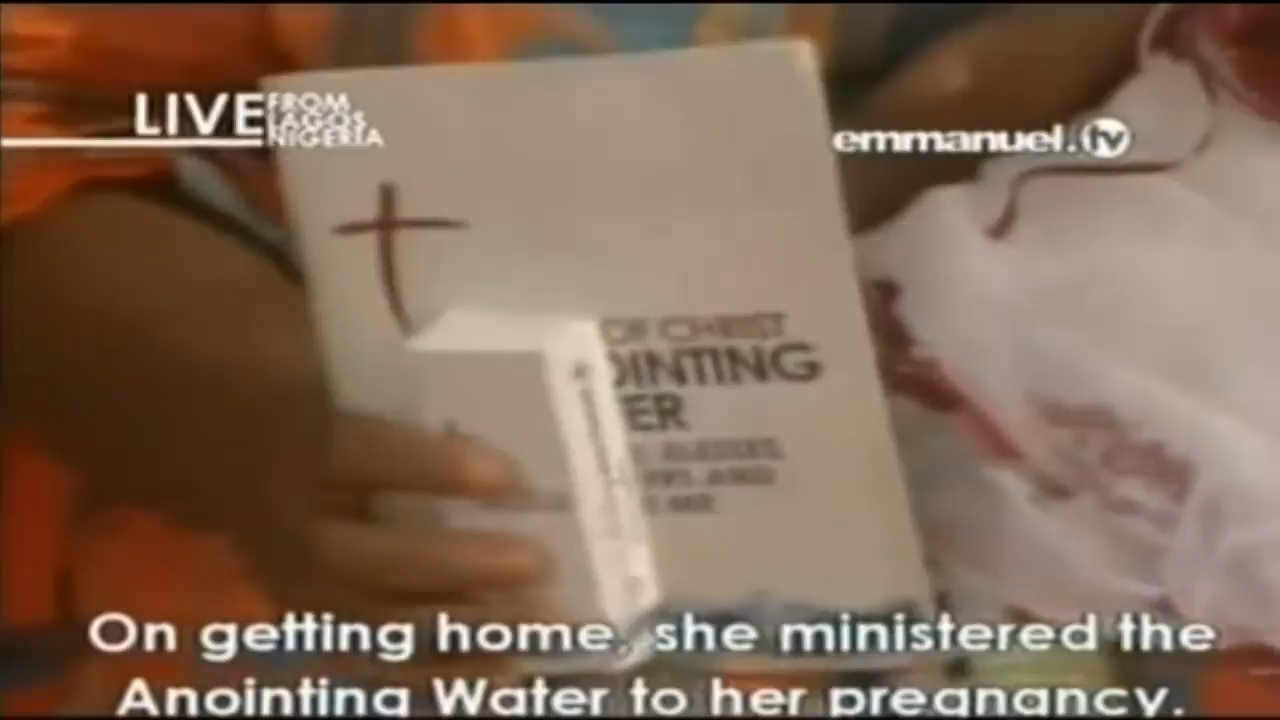 LIVE FROM
LAGOS
NIGERIA
emmanuel.tv
OF CHRIST
OINTING
ER
On getting home, she ministered the
Anointing Water to her pregnancy.